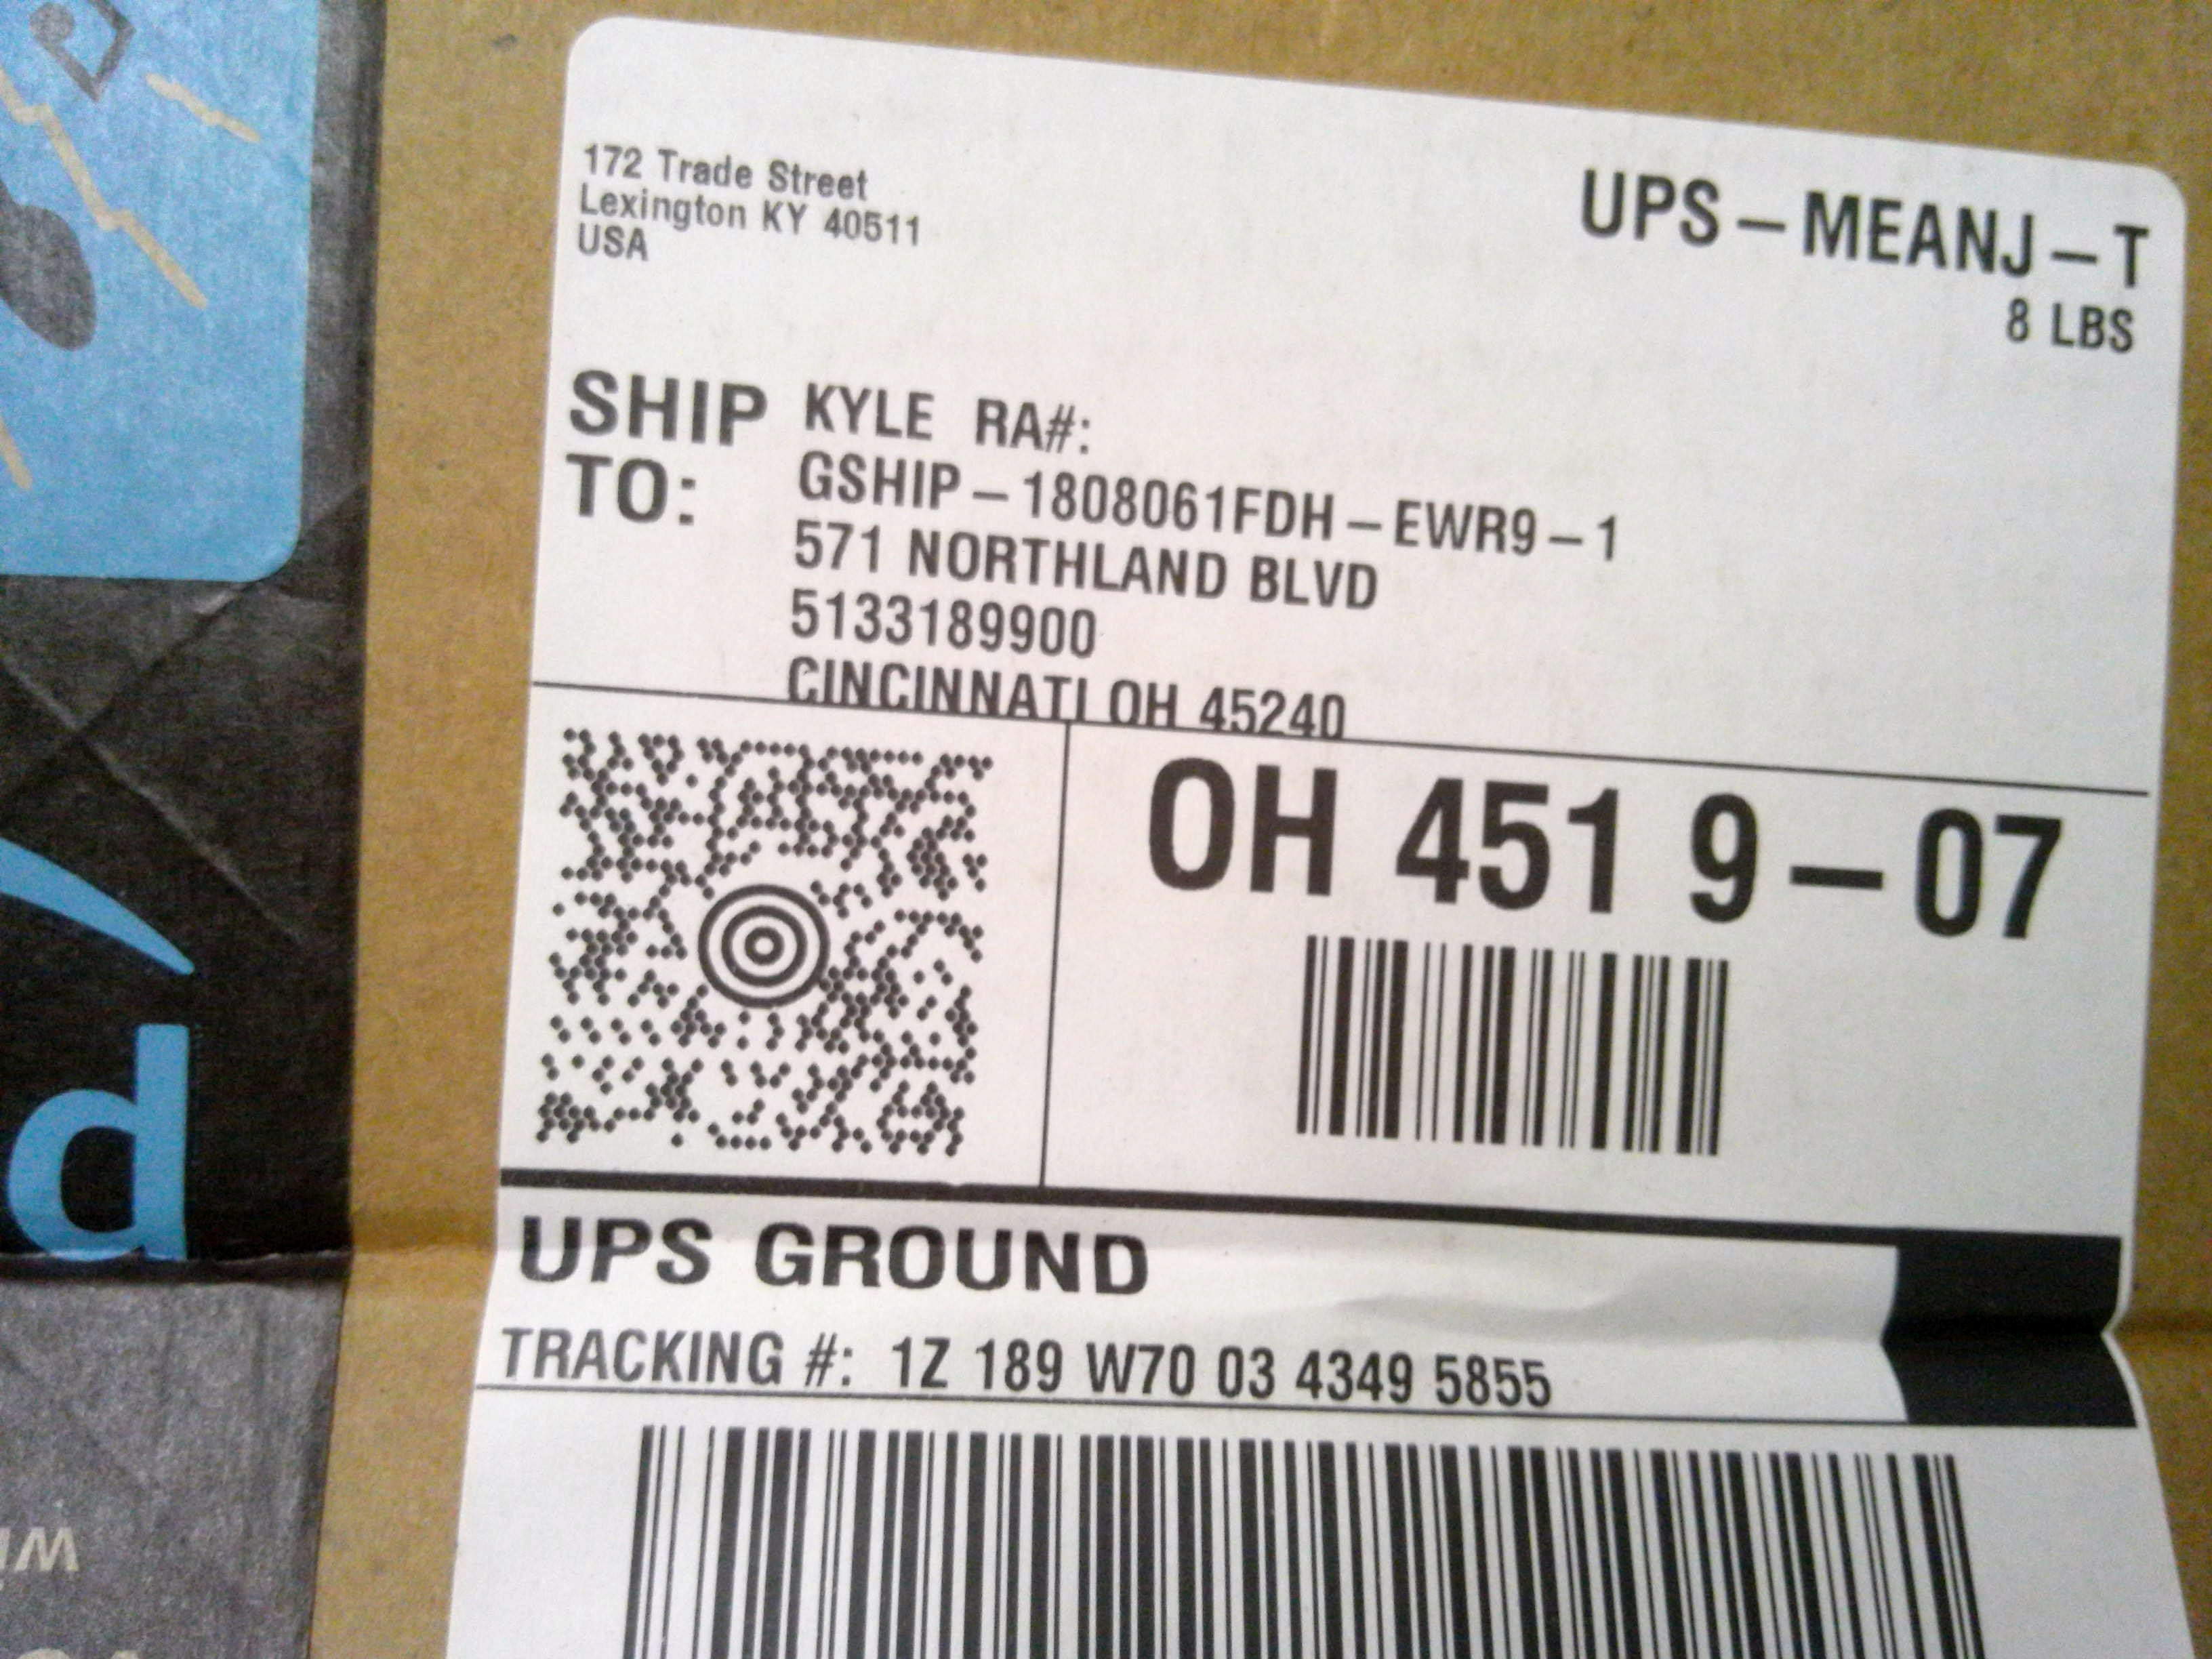 172 Trade Street
Lexington KY 40511
USA
UPS – MEANJ – T
8 LBS
SHIP TO:
KYLE RA#:
GSHIP – 1808061FDH – EWR9 – 1
571 NORTHLAND BLVD
5133189900
CINCINNATI OH 45240
OH 451 9 – 07
UPS GROUND
TRACKING #: 1Z 189 W70 03 4349 5855
d